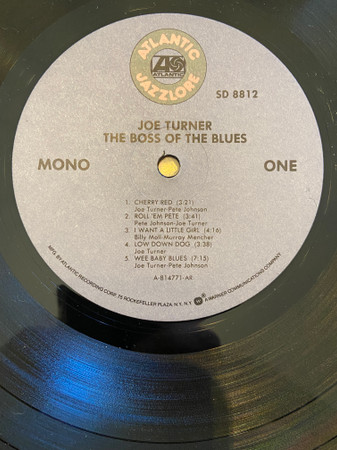 ATLANTIC
ATLANTIC
JAZZLORE
SD 8812
JOE TURNER
THE BOSS OF THE BLUES
MONO
ONE
1. CHERRY RED (3:21)
Joe Turner-Pete Johnson
2. ROLL 'EM PETE (3:41)
Pete Johnson-Joe Turner
3. I WANT A LITTLE GIRL (4:16)
Billy Moll-Murray Mencher
4. LOW DOWN DOG (3:38)
Joe Turner
5. WEE BABY BLUES (7:15)
Joe Turner-Pete Johnson
A-814771-AR
MFG. BY ATLANTIC RECORDING CORP. 75 ROCKEFELLER PLAZA, N.Y., N.Y. A WARNER COMMUNICATIONS COMPANY